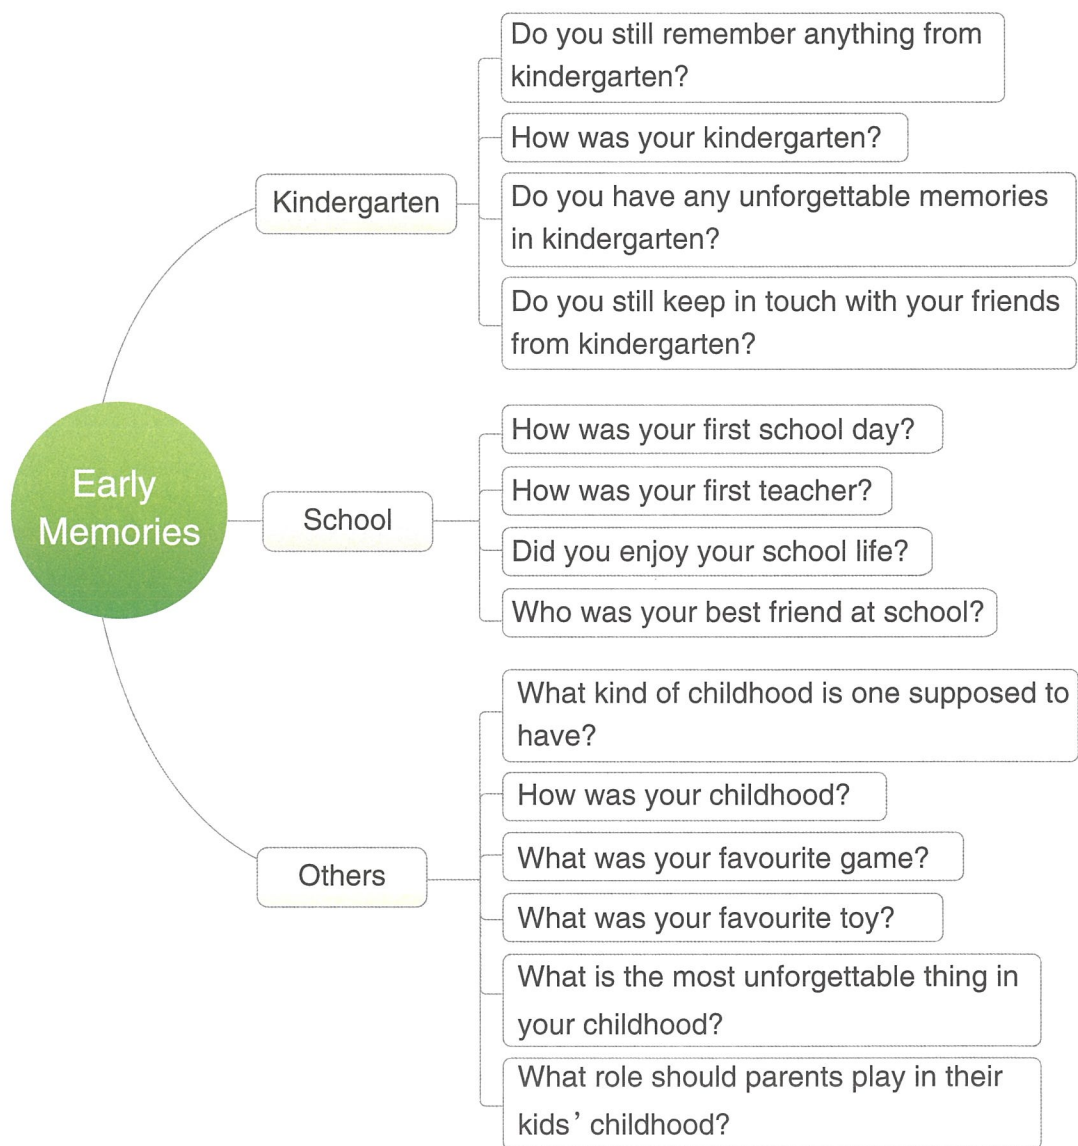 Early
Memories
Kindergarten
Do you still remember anything from
kindergarten?
How was your kindergarten?
Do you have any unforgettable memories
in kindergarten?
Do you still keep in touch with your friends
from kindergarten?
School
How was your first school day?
How was your first teacher?
Did you enjoy your school life?
Who was your best friend at school?
Others
What kind of childhood is one supposed to
have?
How was your childhood?
What was your favourite game?
What was your favourite toy?
What is the most unforgettable thing in
your childhood?
What role should parents play in their
kids’ childhood?